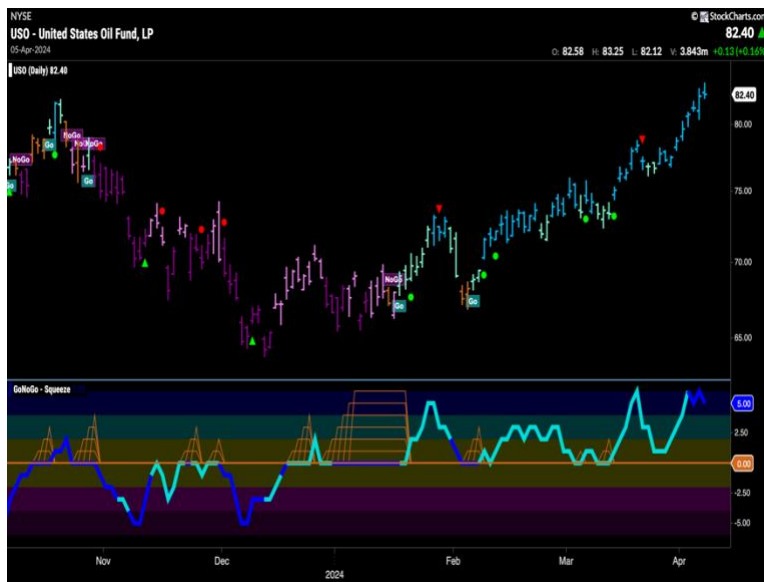 NYSE
© StockCharts.com
USO - United States Oil Fund, LP
82.40
05-Apr-2024
O: 82.58 H: 83.25 L: 82.12 V: 3.843m +0.13 (+0.16%
USO (Daily) 82.40
82.40
80.00
75.00
70.00
65.00
NoGo
Go
Go
NoGo
NoGo
Go
NoGo
Go
Go
GoNoGo - Squeeze
5.00
2.50
0.00
-2.50
-5.00
Nov Dec Feb Mar Apr
2024